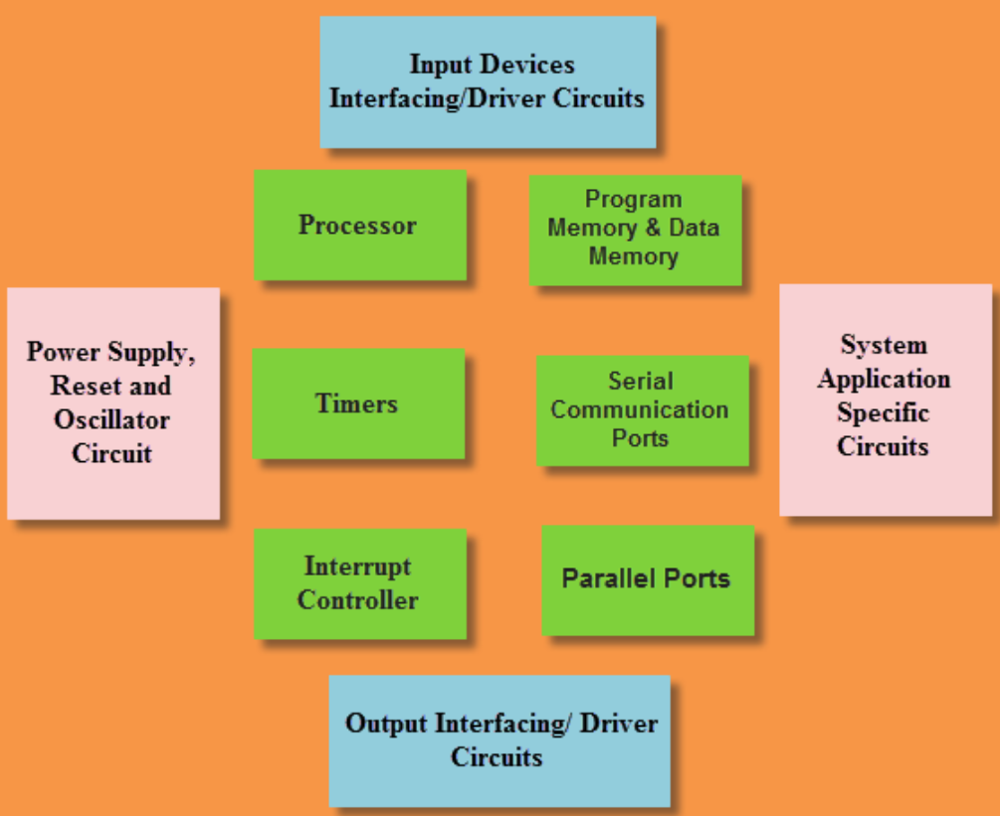 Input Devices
Interfacing/Driver Circuits
Processor
Program
Memory & Data
Memory
Power Supply,
Reset and
Oscillator
Circuit
Timers
Serial
Communication
Ports
System
Application
Specific
Circuits
Interrupt
Controller
Parallel Ports
Output Interfacing/ Driver
Circuits